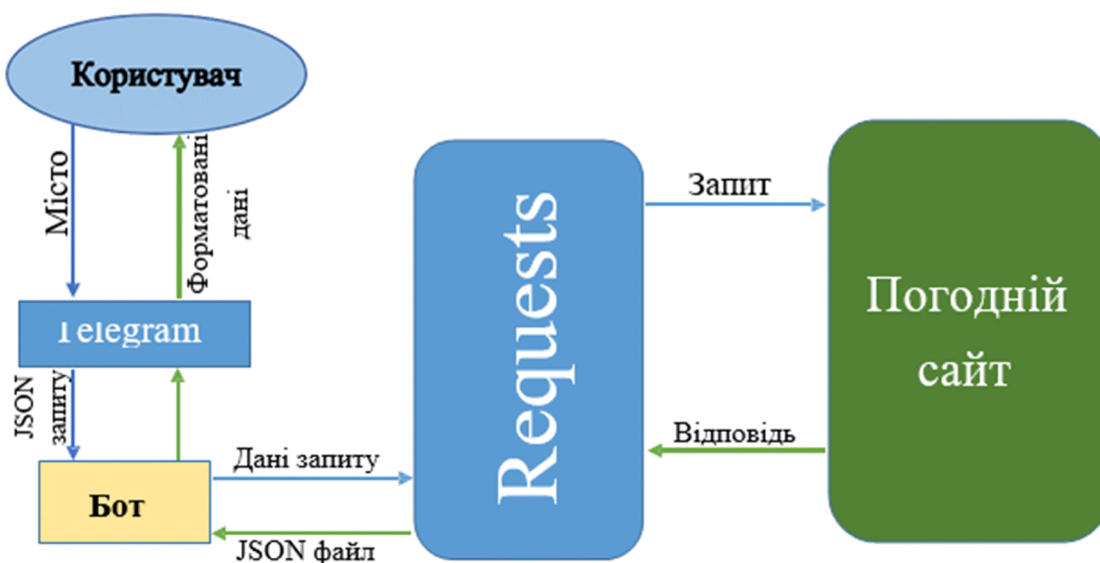 Користувач
Місто
Форматовані
дані
Telegram
JSON
запиту
Бот
Дані запиту
JSON файл
Requests
Запит
Відповідь
Погодній
сайт